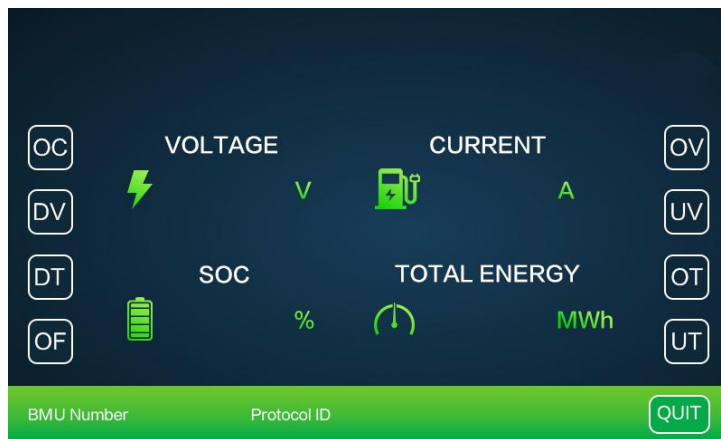 OC
VOLTAGE
CURRENT
OV
V
A
DV
UV
DT
SOC
TOTAL ENERGY
OT
%
MWh
OF
UT
BMU Number
Protocol ID
QUIT